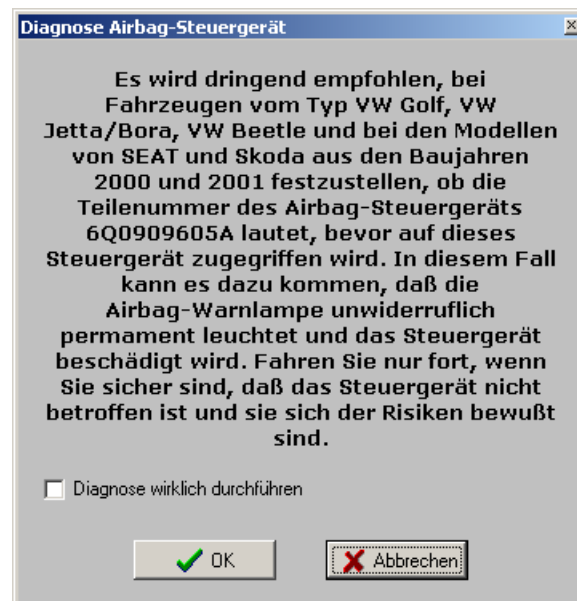 Diagnose Airbag-Steuergerät
Es wird dringend empfohlen, bei
Fahrzeugen vom Typ VW Golf, VW
Jetta/Bora, VW Beetle und bei den Modellen
von SEAT und Skoda aus den Baujahren
2000 und 2001 festzustellen, ob die
Teilenummer des Airbag-Steuergeräts
6Q0909605A lautet, bevor auf dieses
Steuergerät zugegriffen wird. In diesem Fall
kann es dazu kommen, daß die
Airbag-Warnlampe unwiderruflich
permament leuchtet und das Steuergerät
beschädigt wird. Fahren Sie nur fort, wenn
Sie sicher sind, daß das Steuergerät nicht
betroffen ist und sie sich der Risiken bewußt
sind.
Diagnose wirklich durchführen
OK
Abbrechen